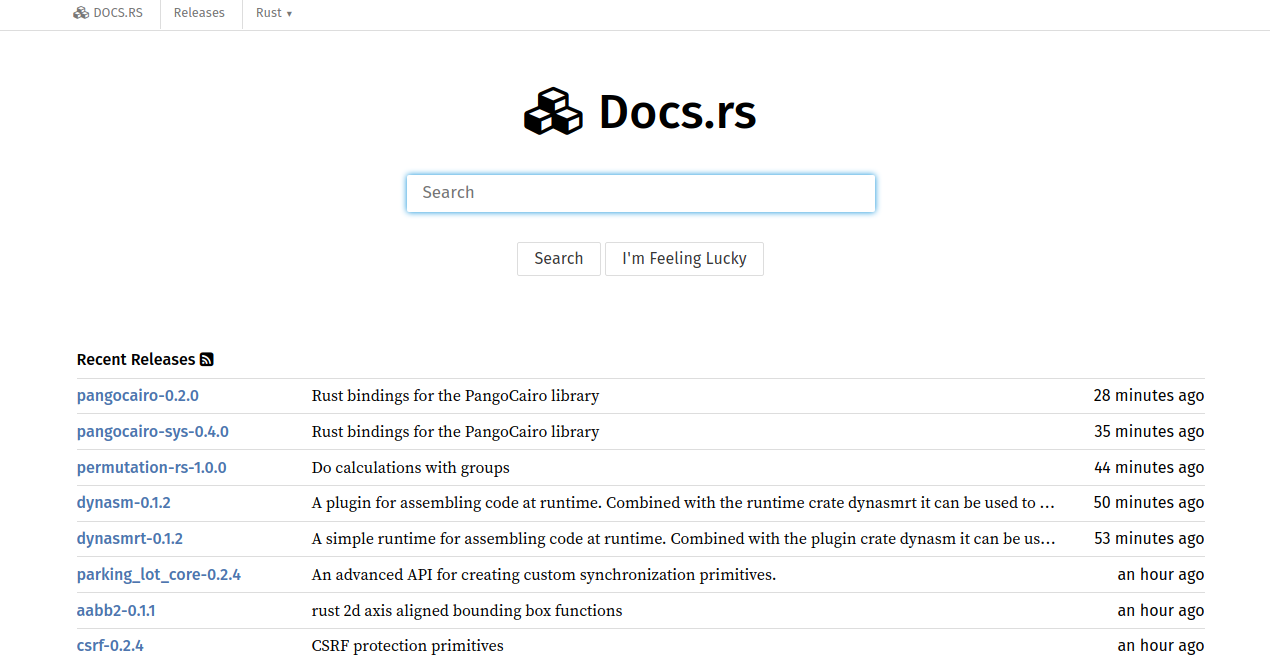 DOCS.RS Releases Rust ▾
Docs.rs
Search
Search I'm Feeling Lucky
Recent Releases
pangocairo-0.2.0 Rust bindings for the PangoCairo library 28 minutes ago
pangocairo-sys-0.4.0 Rust bindings for the PangoCairo library 35 minutes ago
permutation-rs-1.0.0 Do calculations with groups 44 minutes ago
dynasm-0.1.2 A plugin for assembling code at runtime. Combined with the runtime crate dynasmrt it can be used to … 50 minutes ago
dynasmrt-0.1.2 A simple runtime for assembling code at runtime. Combined with the plugin crate dynasm it can be us… 53 minutes ago
parking_lot_core-0.2.4 An advanced API for creating custom synchronization primitives. an hour ago
aabb2-0.1.1 rust 2d axis aligned bounding box functions an hour ago
csrf-0.2.4 CSRF protection primitives an hour ago